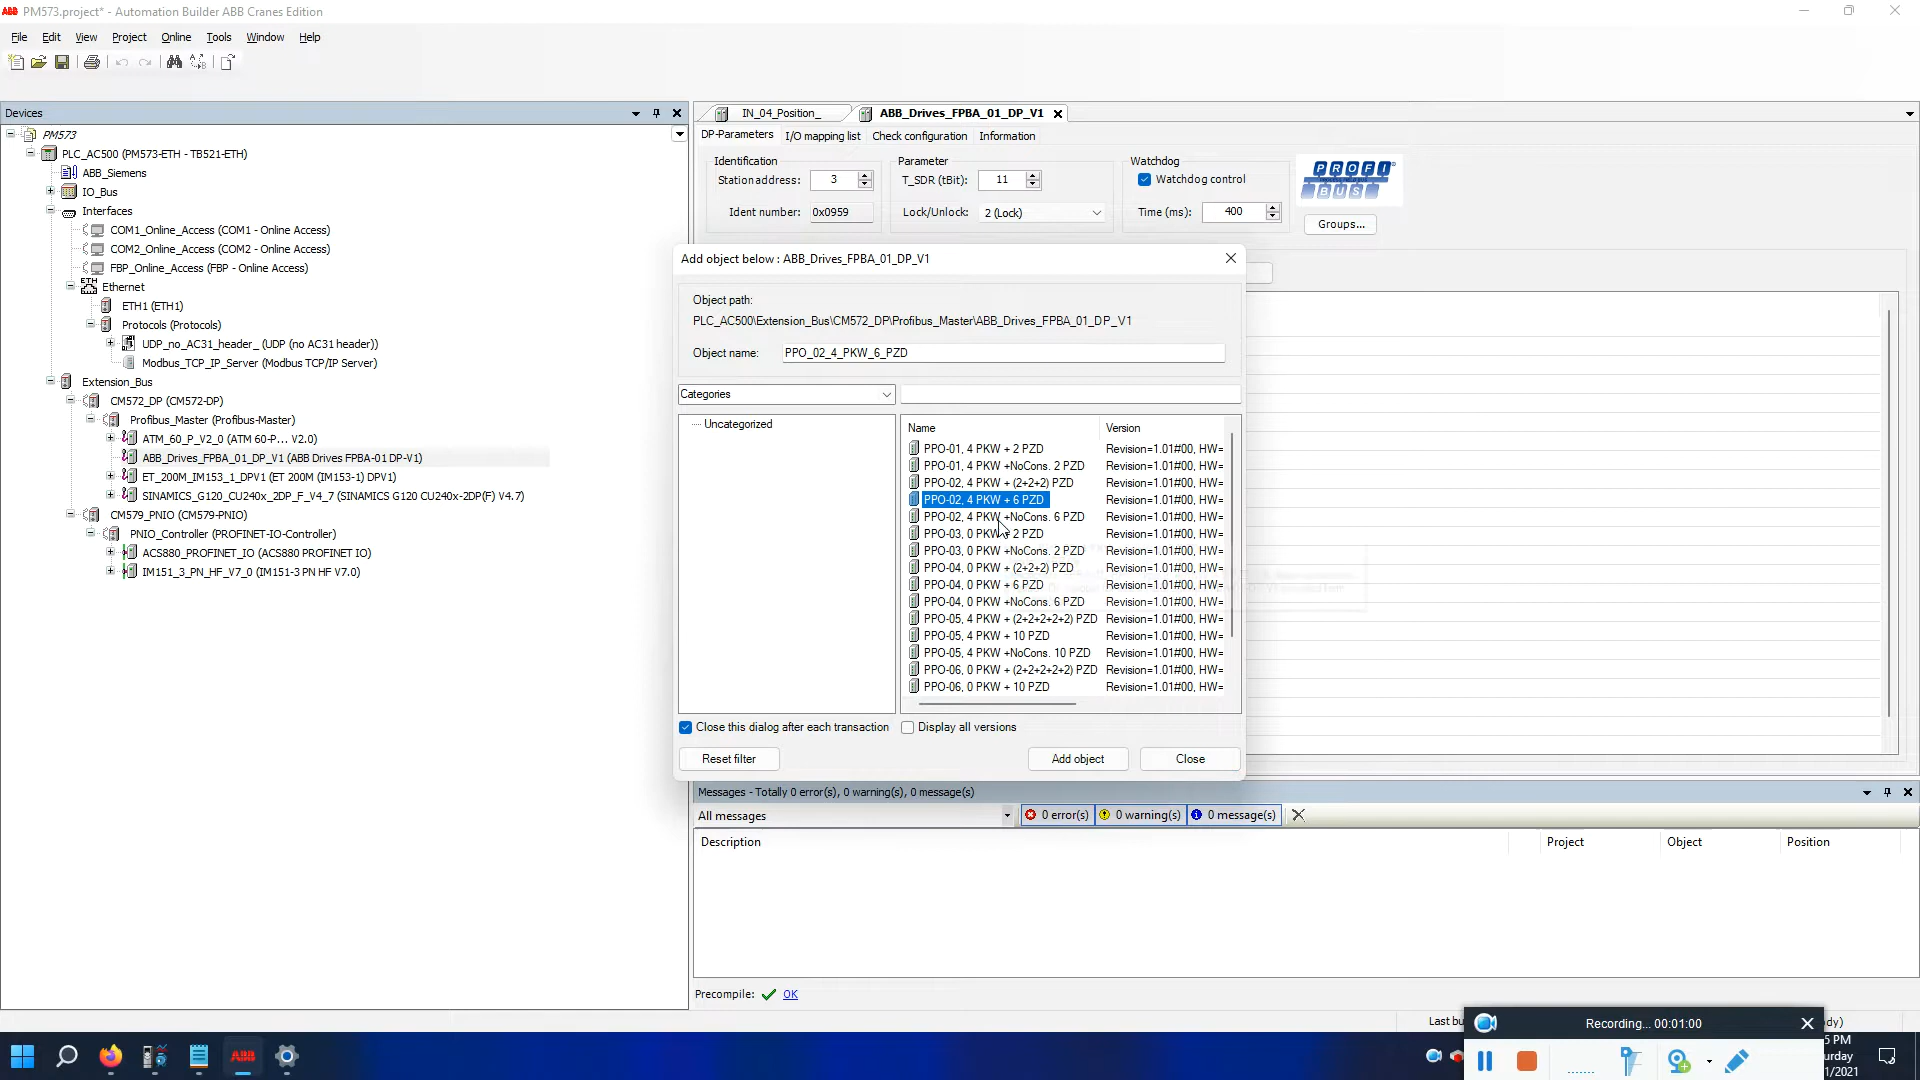 ABB PM573.project* - Automation Builder ABB Cranes Edition
File Edit View Project Online Tools Window Help
Devices
PM573
PLC_AC500 (PM573-ETH - TB521-ETH)
ABB_Siemens
IO_Bus
Interfaces
COM1_Online_Access (COM1 - Online Access)
COM2_Online_Access (COM2 - Online Access)
FBP_Online_Access (FBP - Online Access)
ETH Ethernet
ETH1 (ETH1)
Protocols (Protocols)
UDP_no_AC31_header_ (UDP (no AC31 header))
Modbus_TCP_IP_Server (Modbus TCP/IP Server)
Extension_Bus
CM572_DP (CM572-DP)
Profibus_Master (Profibus-Master)
ATM_60_P_V2_0 (ATM 60-P... V2.0)
ABB_Drives_FPBA_01_DP_V1 (ABB Drives FPBA-01 DP-V1)
ET_200M_IM153_1_DPV1 (ET 200M (IM153-1) DPV1)
SINAMICS_G120_CU240x_2DP_F_V4_7 (SINAMICS G120 CU240x-2DP(F) V4.7)
CM579_PNIO (CM579-PNIO)
PNIO_Controller (PROFINET-IO-Controller)
ACS880_PROFINET_IO (ACS880 PROFINET IO)
IM151_3_PN_HF_V7_0 (IM151-3 PN HF V7.0)
IN_04_Position_ ABB_Drives_FPBA_01_DP_V1
DP-Parameters I/O mapping list Check configuration Information
Identification Parameter Watchdog
Station address: 3 T_SDR (tBit): 11 Watchdog control
Ident number: 0x0959 Lock/Unlock: 2 (Lock) Time (ms): 400
PROFI BUS
Groups...
Add object below : ABB_Drives_FPBA_01_DP_V1
Object path:
PLC_AC500\Extension_Bus\CM572_DP\Profibus_Master\ABB_Drives_FPBA_01_DP_V1
Object name: PPO_02_4_PKW_6_PZD
Categories
Uncategorized
Name Version
PPO-01, 4 PKW + 2 PZD Revision=1.01#00, HW=
PPO-01, 4 PKW +NoCons. 2 PZD Revision=1.01#00, HW=
PPO-02, 4 PKW + (2+2+2) PZD Revision=1.01#00, HW=
PPO-02, 4 PKW + 6 PZD Revision=1.01#00, HW=
PPO-02, 4 PKW +NoCons. 6 PZD Revision=1.01#00, HW=
PPO-03, 0 PKW + 2 PZD Revision=1.01#00, HW=
PPO-03, 0 PKW +NoCons. 2 PZD Revision=1.01#00, HW=
PPO-04, 0 PKW + (2+2+2) PZD Revision=1.01#00, HW=
PPO-04, 0 PKW + 6 PZD Revision=1.01#00, HW=
PPO-04, 0 PKW +NoCons. 6 PZD Revision=1.01#00, HW=
PPO-05, 4 PKW + (2+2+2+2+2) PZD Revision=1.01#00, HW=
PPO-05, 4 PKW + 10 PZD Revision=1.01#00, HW=
PPO-05, 4 PKW +NoCons. 10 PZD Revision=1.01#00, HW=
PPO-06, 0 PKW + (2+2+2+2+2) PZD Revision=1.01#00, HW=
PPO-06, 0 PKW + 10 PZD Revision=1.01#00, HW=
Close this dialog after each transaction Display all versions
Reset filter Add object Close
Messages - Totally 0 error(s), 0 warning(s), 0 message(s)
All messages 0 error(s) 0 warning(s) 0 message(s)
Description Project Object Position
Precompile: OK
Last bu
Recording... 00:01:00
dy)
5 PM
urday
1/2021
ABB